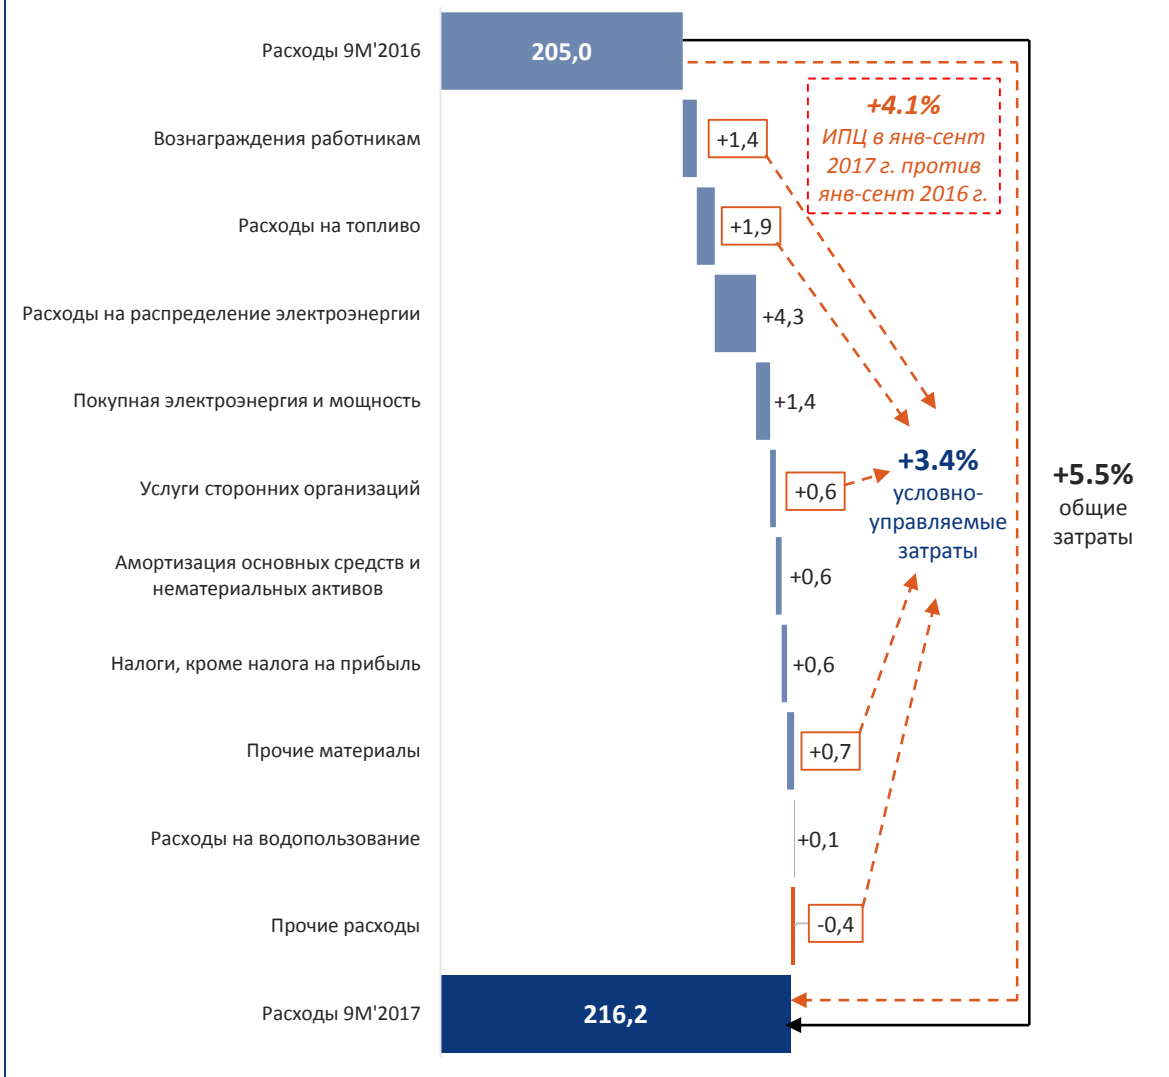 Расходы 9М'2016
205,0
+4.1%
ИПЦ в янв-сент
2017 г. против
янв-сент 2016 г.
Вознаграждения работникам
+1,4
Расходы на топливо
+1,9
Расходы на распределение электроэнергии
+4,3
Покупная электроэнергия и мощность
+1,4
+3.4%
условно-
управляемые
затраты
+5.5%
общие
затраты
Услуги сторонних организаций
+0,6
Амортизация основных средств и
нематериальных активов
+0,6
Налоги, кроме налога на прибыль
+0,6
Прочие материалы
+0,7
Расходы на водопользование
+0,1
Прочие расходы
-0,4
Расходы 9М'2017
216,2